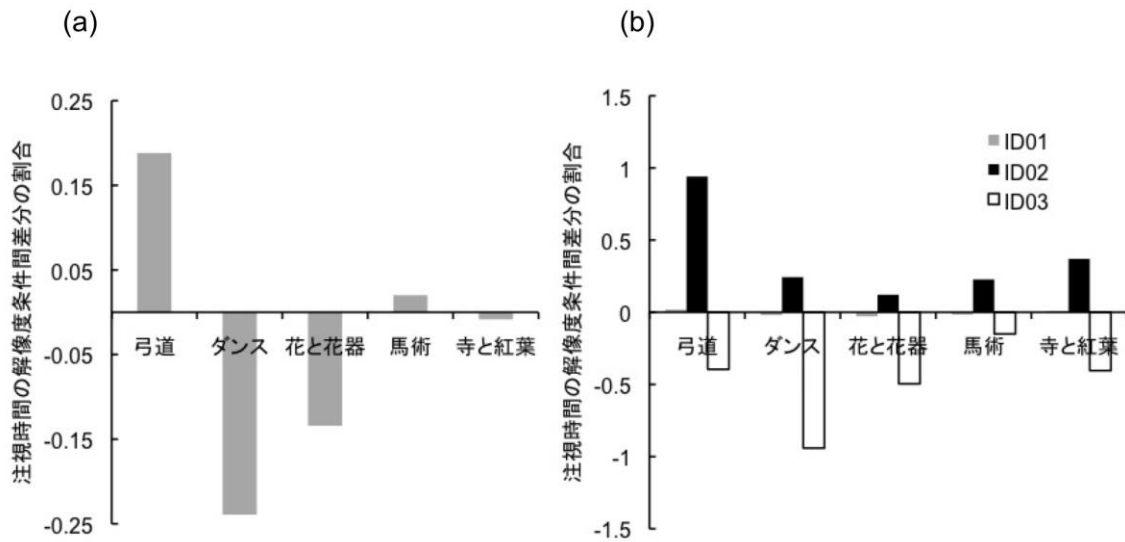 (a)
注視時間の解像度条件間差分の割合
0.25
0.15
0.05
-0.05
-0.15
-0.25
弓道
ダンス
花と花器
馬術
寺と紅葉
(b)
注視時間の解像度条件間差分の割合
1.5
1
0.5
0
-0.5
-1
-1.5
弓道
ダンス
花と花器
馬術
寺と紅葉
ID01
ID02
ID03